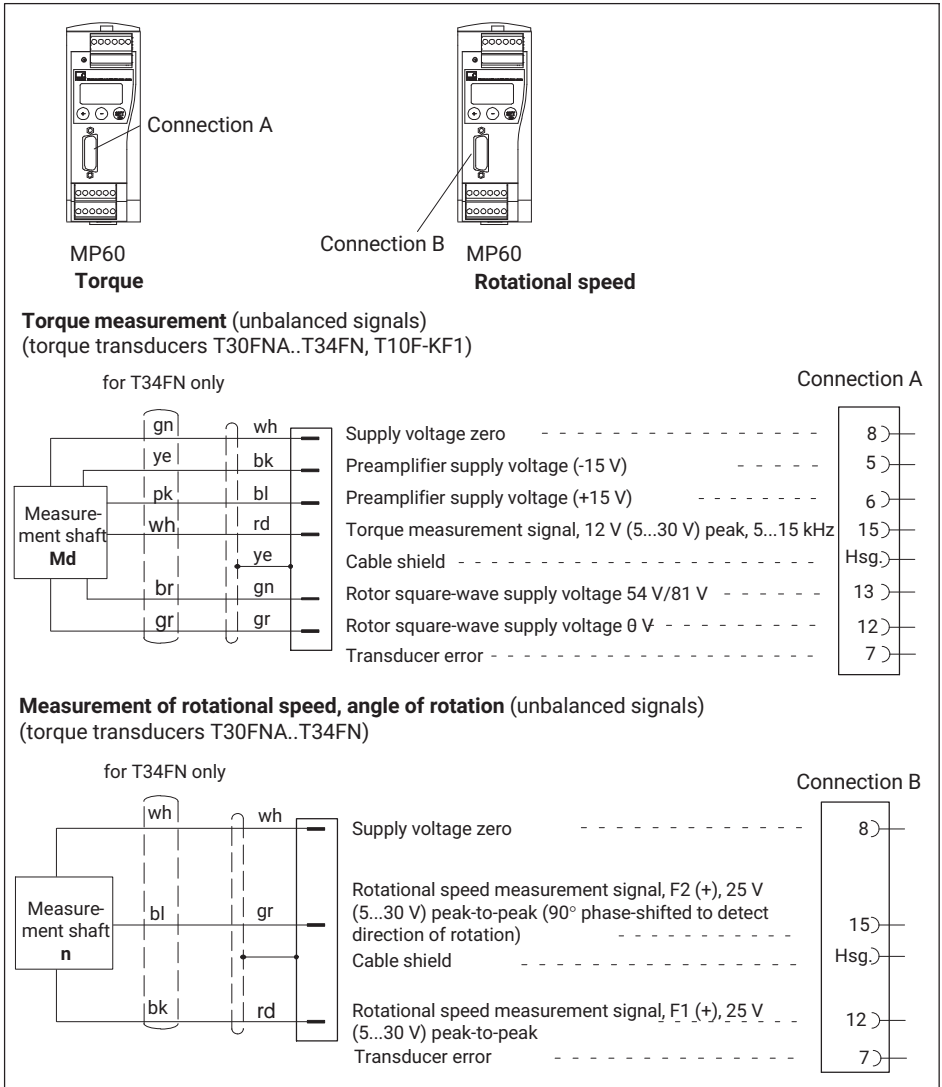 Connection A
Connection B
MP60
Torque
MP60
Rotational speed
Torque measurement (unbalanced signals)
(torque transducers T30FNA..T34FN, T10F-KF1)
for T34FN only
Connection A
gn wh Supply voltage zero 8
ye bk Preamplifier supply voltage (-15 V) 5
pk bl Preamplifier supply voltage (+15 V) 6
Measure-
ment shaft
Md
wh rd Torque measurement signal, 12 V (5...30 V) peak, 5...15 kHz 15
ye Cable shield Hsg.
br gn Rotor square-wave supply voltage 54 V/81 V 13
gr gr Rotor square-wave supply voltage 0 V 12
Transducer error 7
Measurement of rotational speed, angle of rotation (unbalanced signals)
(torque transducers T30FNA..T34FN)
for T34FN only
Connection B
wh wh Supply voltage zero 8
Measure-
ment shaft
n
bl gr Rotational speed measurement signal, F2 (+), 25 V
(5...30 V) peak-to-peak (90° phase-shifted to detect
direction of rotation) 15
Cable shield Hsg.
bk rd Rotational speed measurement signal, F1 (+), 25 V
(5...30 V) peak-to-peak 12
Transducer error 7